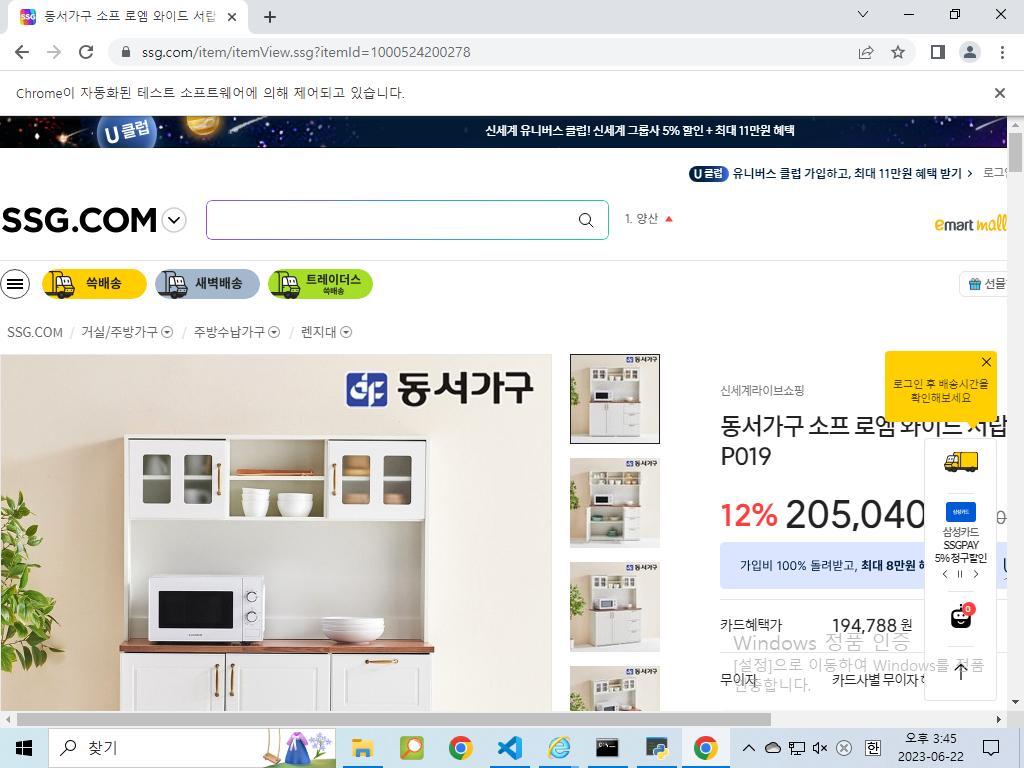 동서가구 소프 로엠 와이드 서랍
ssg.com/item/itemView.ssg?itemId=1000524200278
Chrome이 자동화된 테스트 소프트웨어에 의해 제어되고 있습니다.
U 클럽
신세계 유니버스 클럽! 신세계 그룹사 5% 할인 + 최대 11만원 혜택
U 클럽 유니버스 클럽 가입하고, 최대 11만원 혜택 받기
로그인
SSG.COM
1. 양산
emart mall
쓱배송
새벽배송
트레이더스
쓱배송
선물
SSG.COM / 거실/주방가구 / 주방수납가구 / 렌지대
동서가구
로그인 후 배송시간을
확인해보세요
신세계라이브쇼핑
동서가구 소프 로엠 와이드 서랍
P019
12% 205,040
삼성카드
삼성카드
SSGPAY
5% 청구할인
가입비 100% 돌려받고, 최대 8만원 혜
카드혜택가 194,788 원
0
Windows 정품 인증
[설정]으로 이동하여 Windows를 정품
인증합니다.
무이자 카드사별 무이자
찾기
한
오후 3:45
2023-06-22